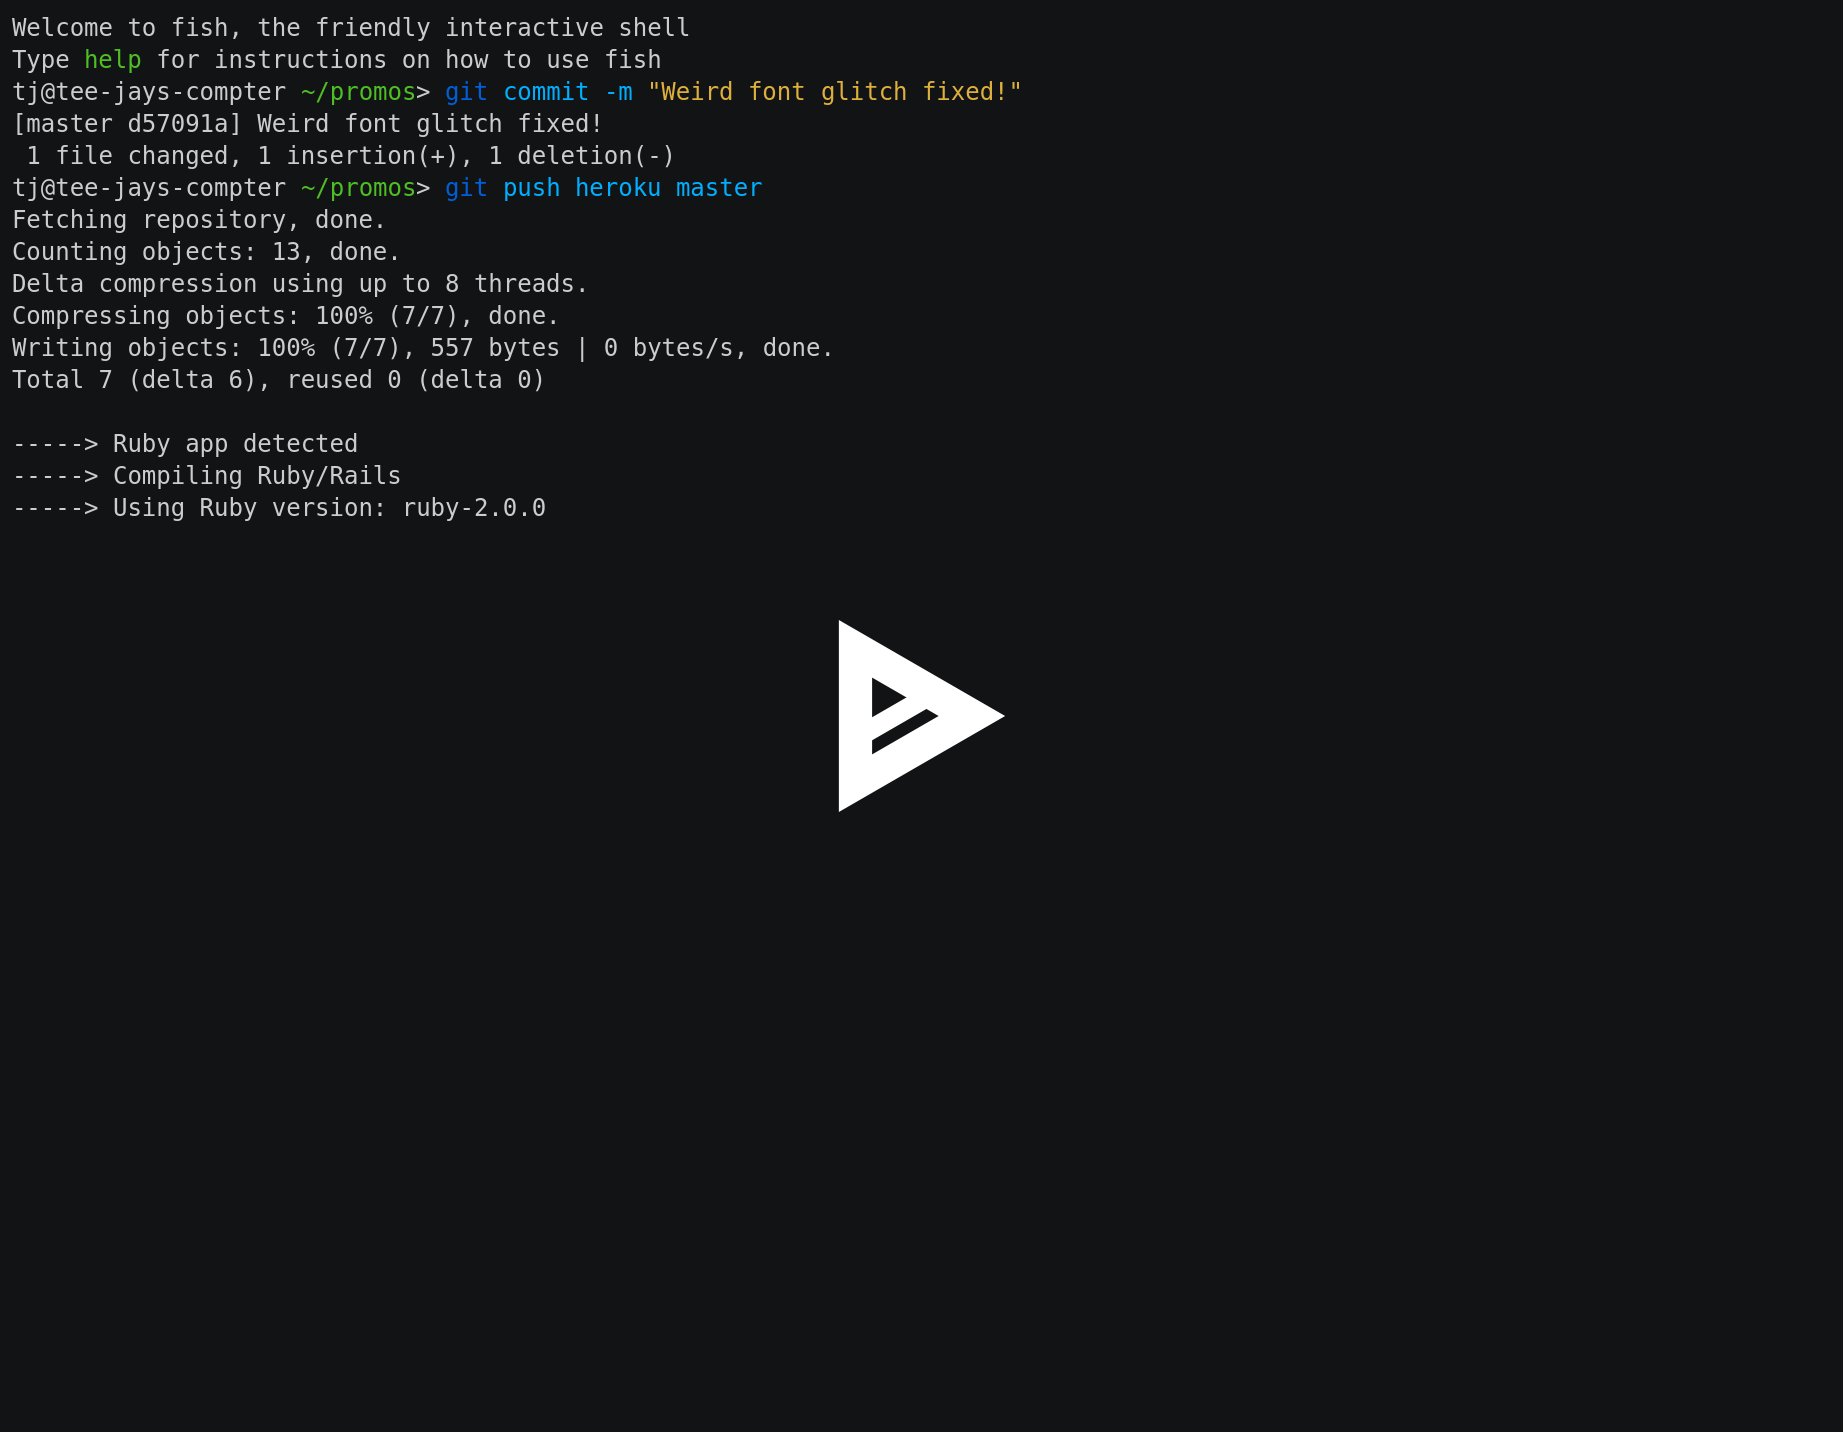 Welcome to fish, the friendly interactive shell
Type help for instructions on how to use fish
tj@tee-jays-compter ~/promos> git commit -m "Weird font glitch fixed!"
[master d57091a] Weird font glitch fixed!
 1 file changed, 1 insertion(+), 1 deletion(-)
tj@tee-jays-compter ~/promos> git push heroku master
Fetching repository, done.
Counting objects: 13, done.
Delta compression using up to 8 threads.
Compressing objects: 100% (7/7), done.
Writing objects: 100% (7/7), 557 bytes | 0 bytes/s, done.
Total 7 (delta 6), reused 0 (delta 0)

-----> Ruby app detected
-----> Compiling Ruby/Rails
-----> Using Ruby version: ruby-2.0.0